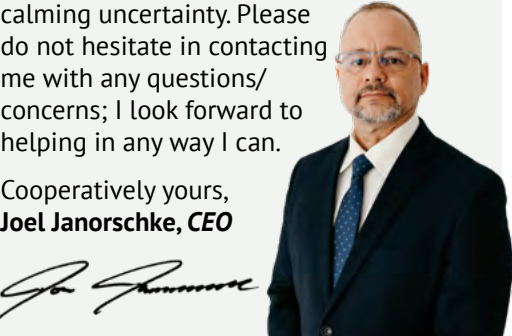 calming uncertainty. Please
do not hesitate in contacting
me with any questions/
concerns; I look forward to
helping in any way I can.
Cooperatively yours,
Joel Janorschke, CEO